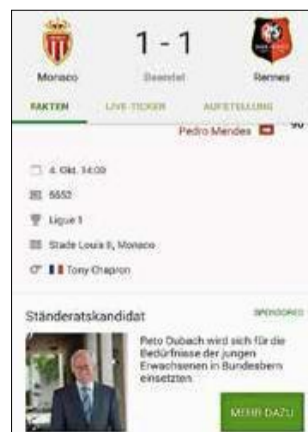 1 - 1
Monaco
Beendet
Rennes
FAKTEN
LIVE-TICKER
AUFSTELLUNG
Pedro Mendes
90
4. Okt. 14:00
5552
Ligue 1
Stade Louis II, Monaco
Tony Chapron
Ständeratskandidat
SPONSORED
Reto Dubach wird sich für die
Bedürfnisse der jungen
Erwachsenen in Bundesbern
einsetzten
MEHR DAZU